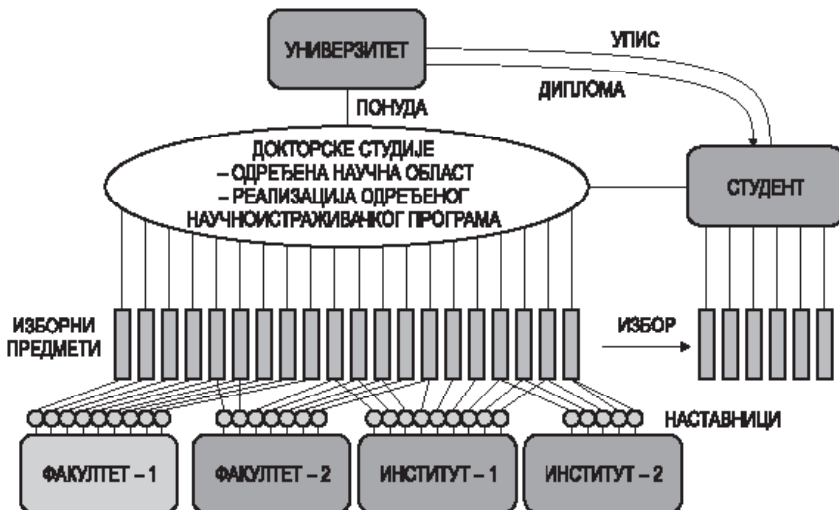 УНИВЕРЗИТЕТ
УПИС
ДИПЛОМА
ПОНУДА
ДОКТОРСКЕ СТУДИЈЕ
– ОДРЕЂЕНА НАУЧНА ОБЛАСТ
– РЕАЛИЗАЦИЈА ОДРЕЂЕНОГ
НАУЧНОИСТРАЖИВАЧКОГ ПРОГРАМА
СТУДЕНТ
ИЗБОРНИ
ПРЕДМЕТИ
ИЗБОР
НАСТАВНИЦИ
ФАКУЛТЕТ – 1
ФАКУЛТЕТ – 2
ИНСТИТУТ – 1
ИНСТИТУТ – 2